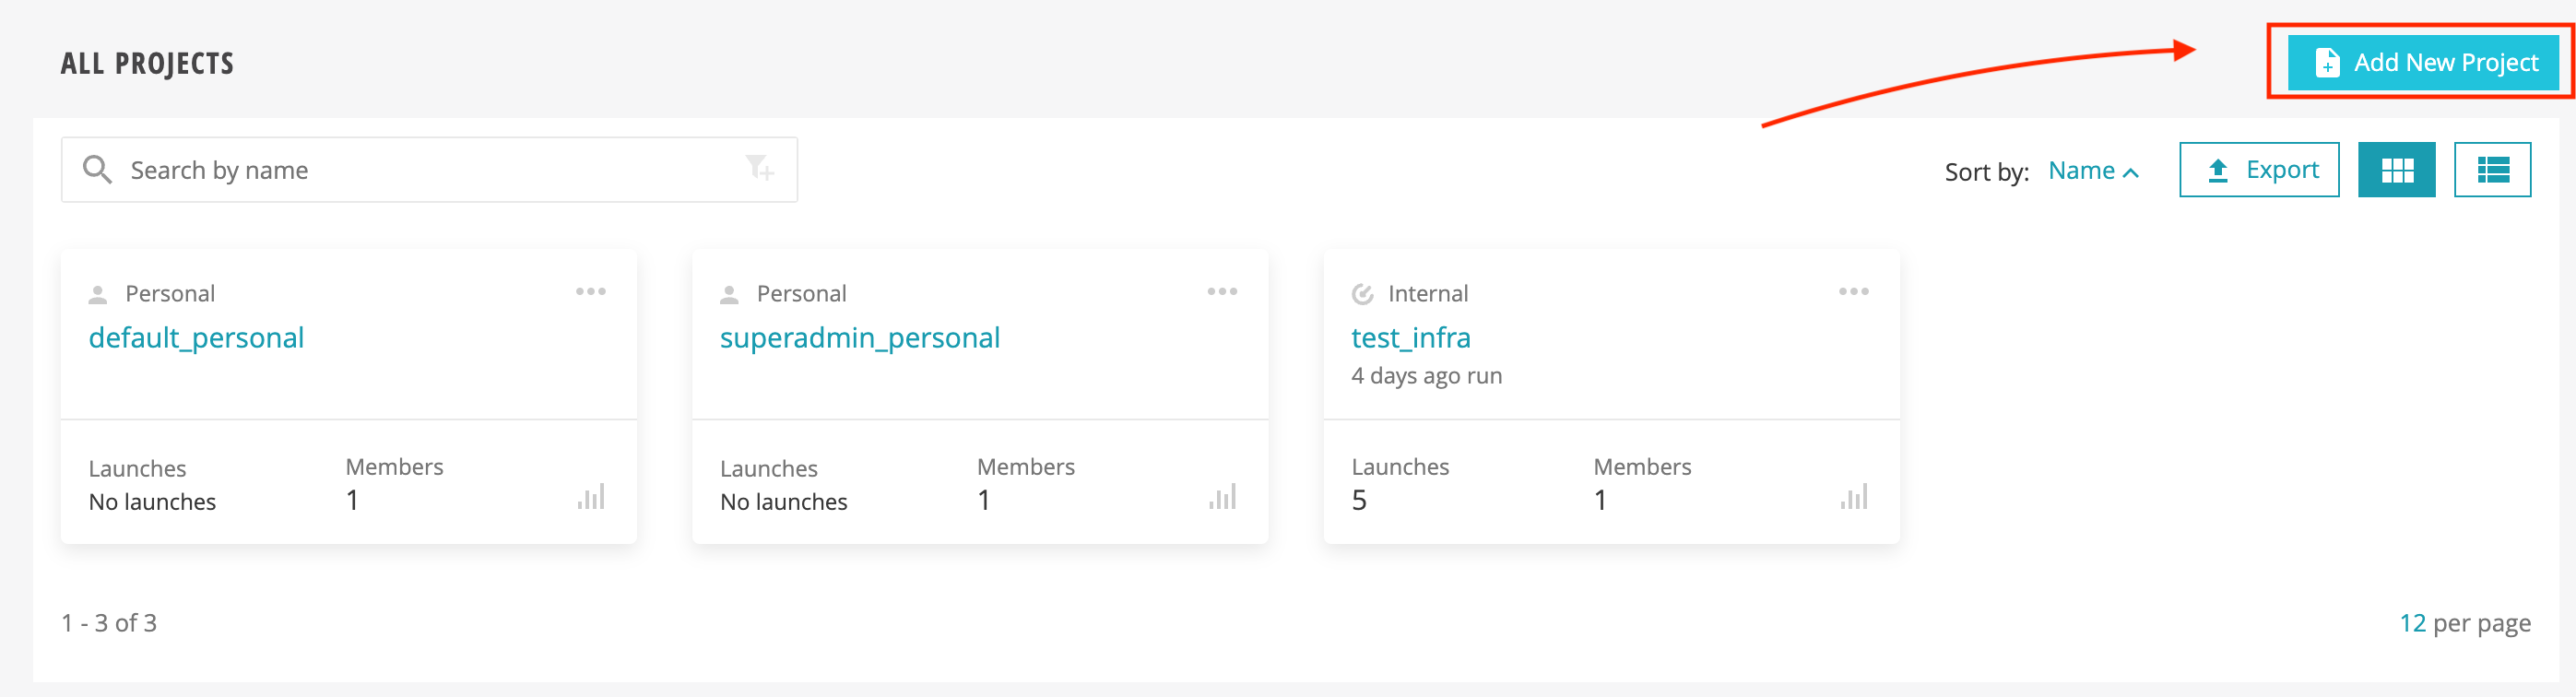 ALL PROJECTS
Add New Project
Search by name
Sort by: Name
Export
Personal
default_personal
Launches
No launches
Members
1
Personal
superadmin_personal
Launches
No launches
Members
1
Internal
test_infra
4 days ago run
Launches
5
Members
1
1 - 3 of 3
12 per page